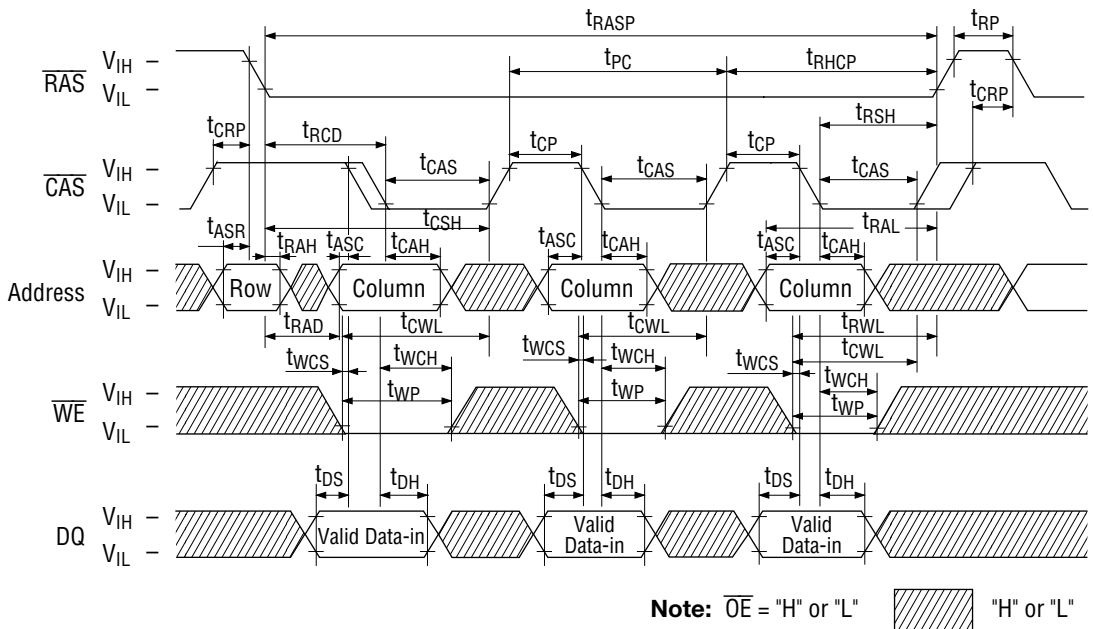 tRASP tRP
RAS VIH – tPC tRHCP
VIL –
tCRP tRCD tCP tCP tRSH tCRP
CAS VIH – tCAS tCAS tCAS
VIL –
tASR tCSH tRAL
tRAH tASC tCAH tASC tCAH tASC tCAH
Address VIH – Row Column Column Column
VIL –
tRAD tCWL tCWL tRWL
tCWL
tWCS tWCH tWCS tWCH tWCS tWCH
WE VIH – tWP tWP tWP
VIL –
tDS tDH tDS tDH tDS tDH
DQ VIH – Valid Data-in Valid Data-in Valid Data-in
VIL –
Note: OE = "H" or "L" "H" or "L"